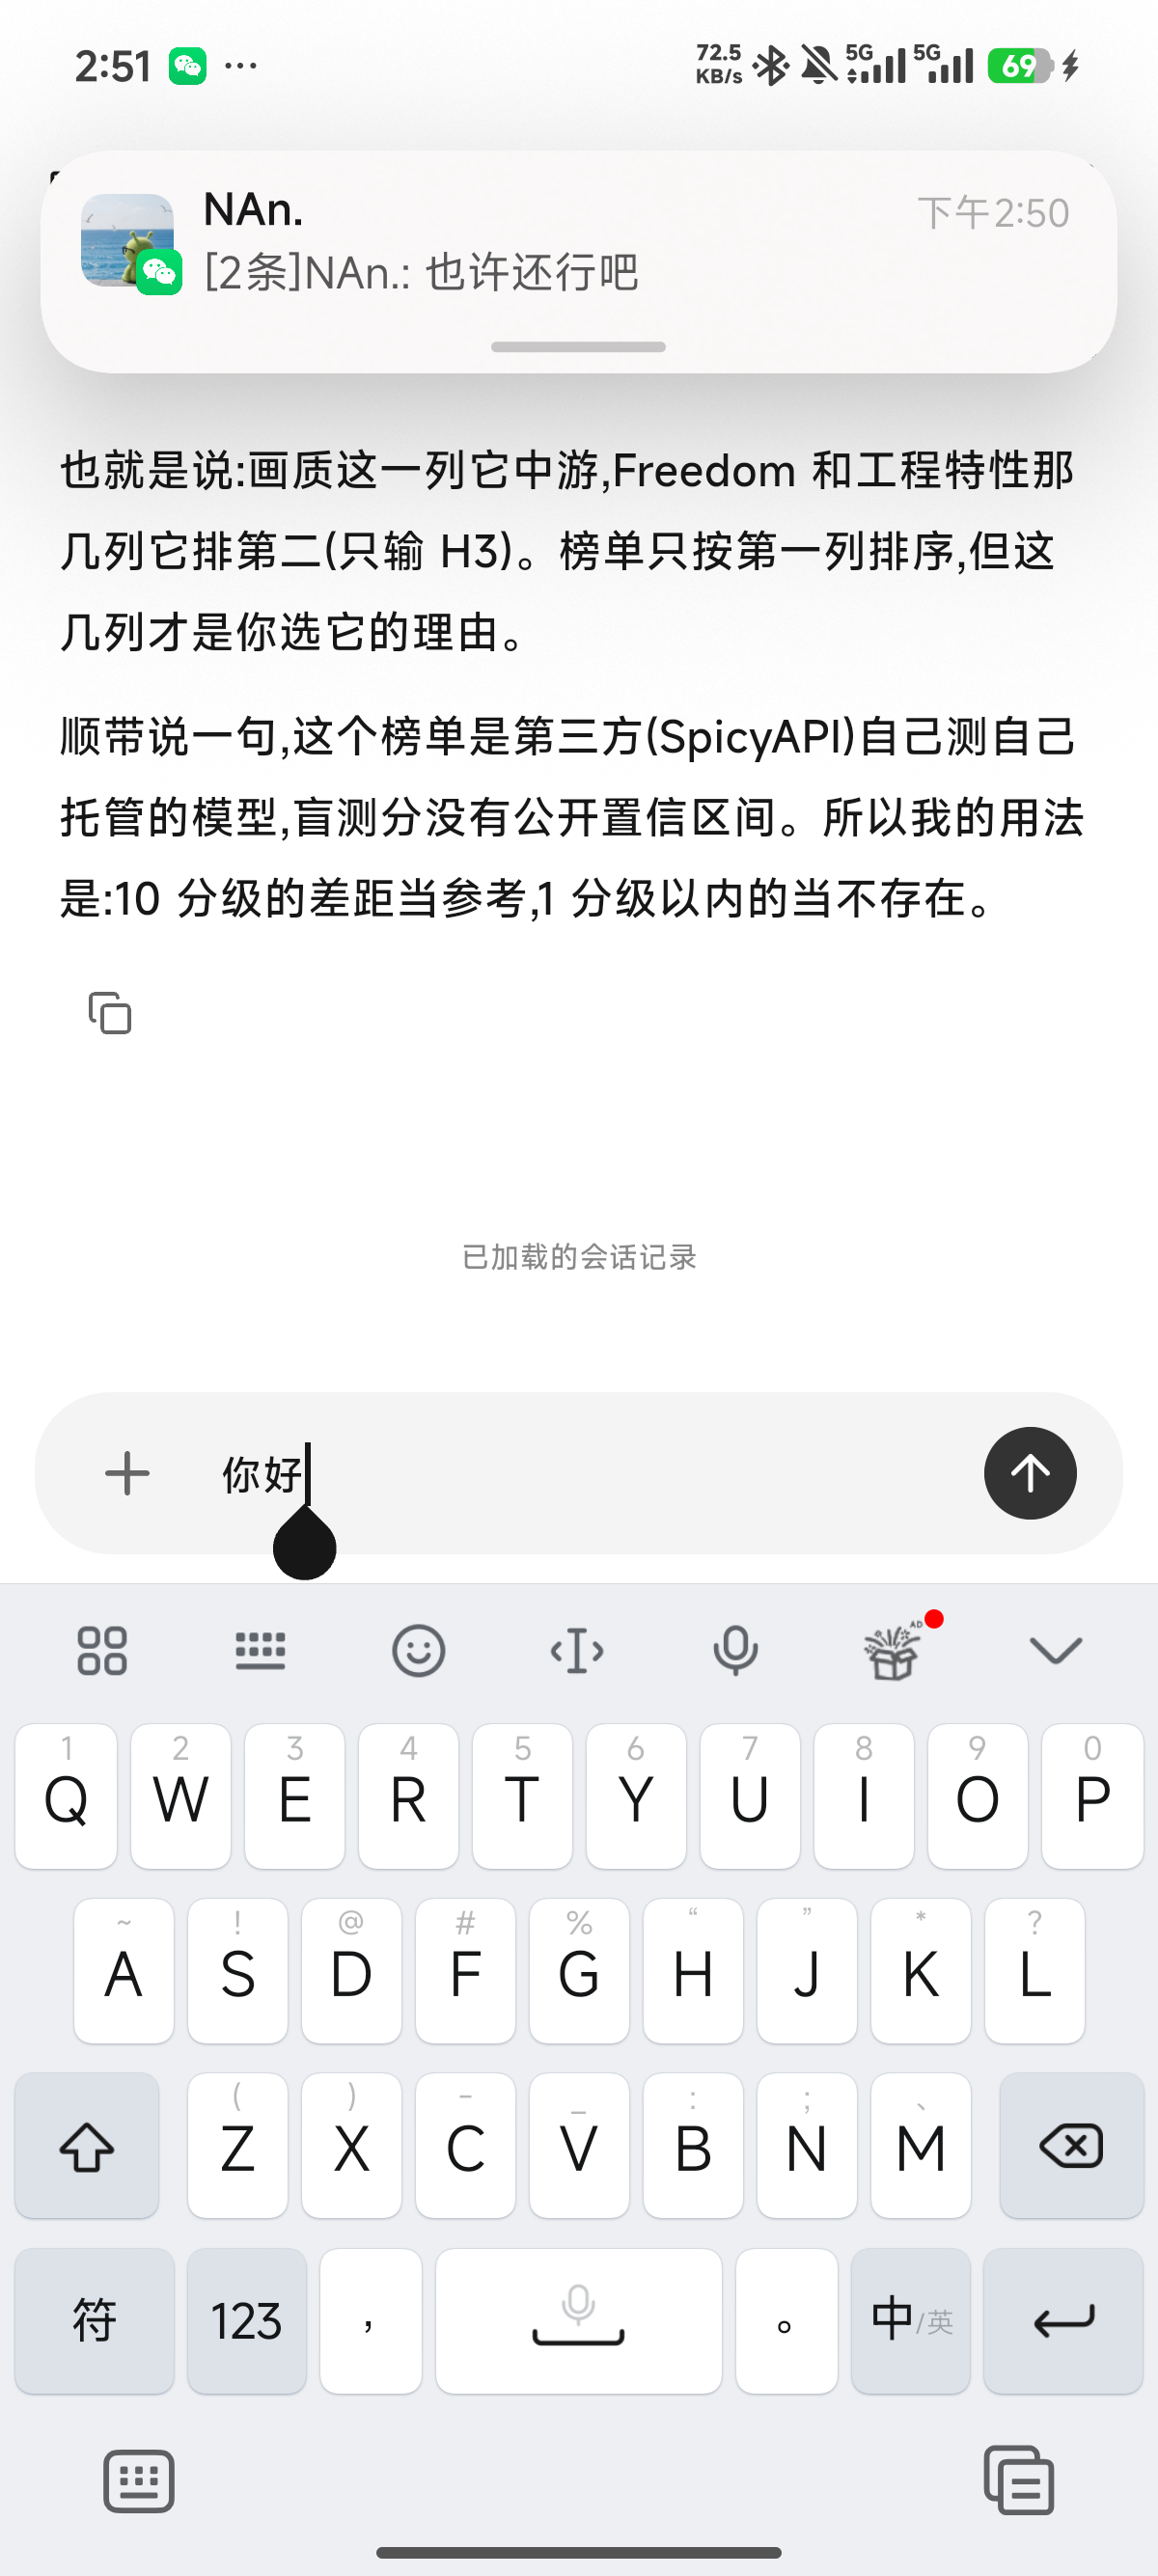 2:51 ...
72.5 KB/s 5G 5G 69
NAn.
下午2:50
[2条]NAn.: 也许还行吧
也就是说:画质这一列它中游,Freedom 和工程特性那
几列它排第二(只输 H3)。榜单只按第一列排序,但这
几列才是你选它的理由。
顺带说一句,这个榜单是第三方(SpicyAPI)自己测自己
托管的模型,盲测分没有公开置信区间。所以我的用法
是:10 分级的差距当参考,1 分级以内的当不存在。
已加载的会话记录
你好
AD
1 2 3 4 5 6 7 8 9 0
Q W E R T Y U I O P
~ ! @ # % “ ” * ?
A S D F G H J K L
( ) - _ : ; 、
Z X C V B N M
符 123 , 。 中/英